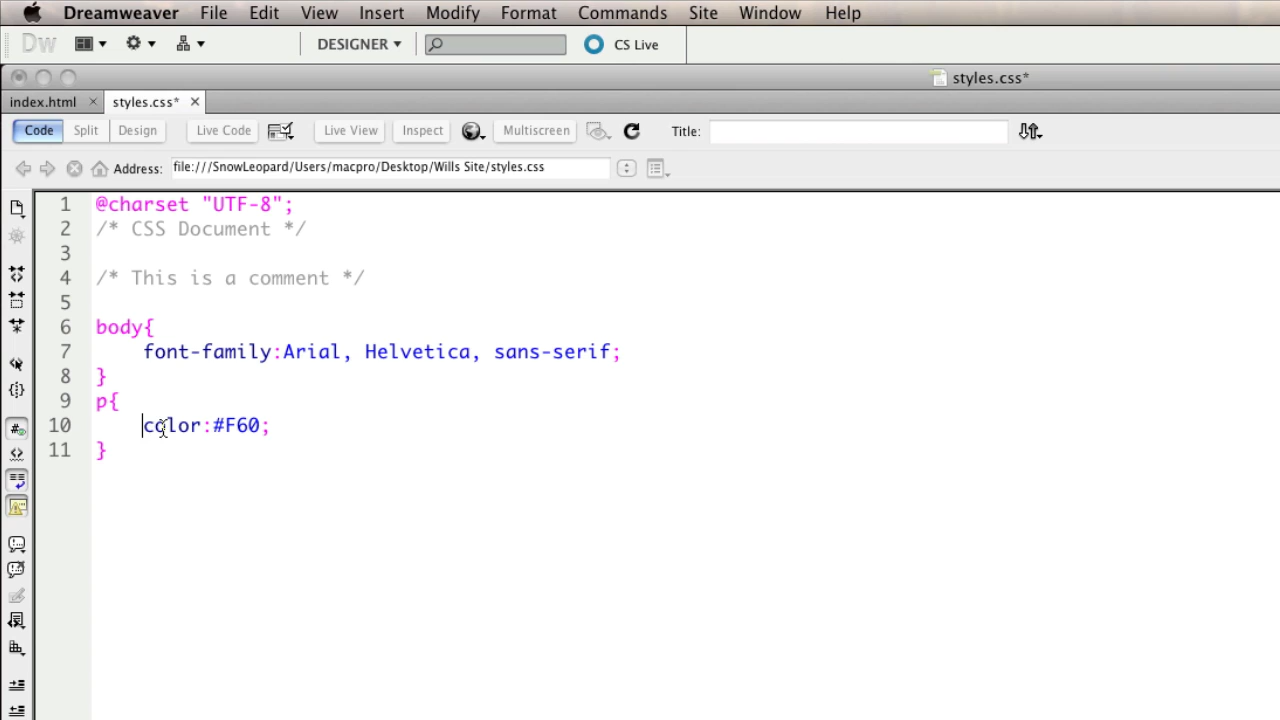 Dreamweaver File Edit View Insert Modify Format Commands Site Window Help
Dw DESIGNER CS Live
styles.css*
index.html × styles.css* ×
Code Split Design Live Code Live View Inspect Multiscreen Title:
Address: file:///SnowLeopard/Users/macpro/Desktop/Wills Site/styles.css
1 @charset "UTF-8";
2 /* CSS Document */
3
4 /* This is a comment */
5
6 body{
7 font-family:Arial, Helvetica, sans-serif;
8 }
9 p{
10 color:#F60;
11 }